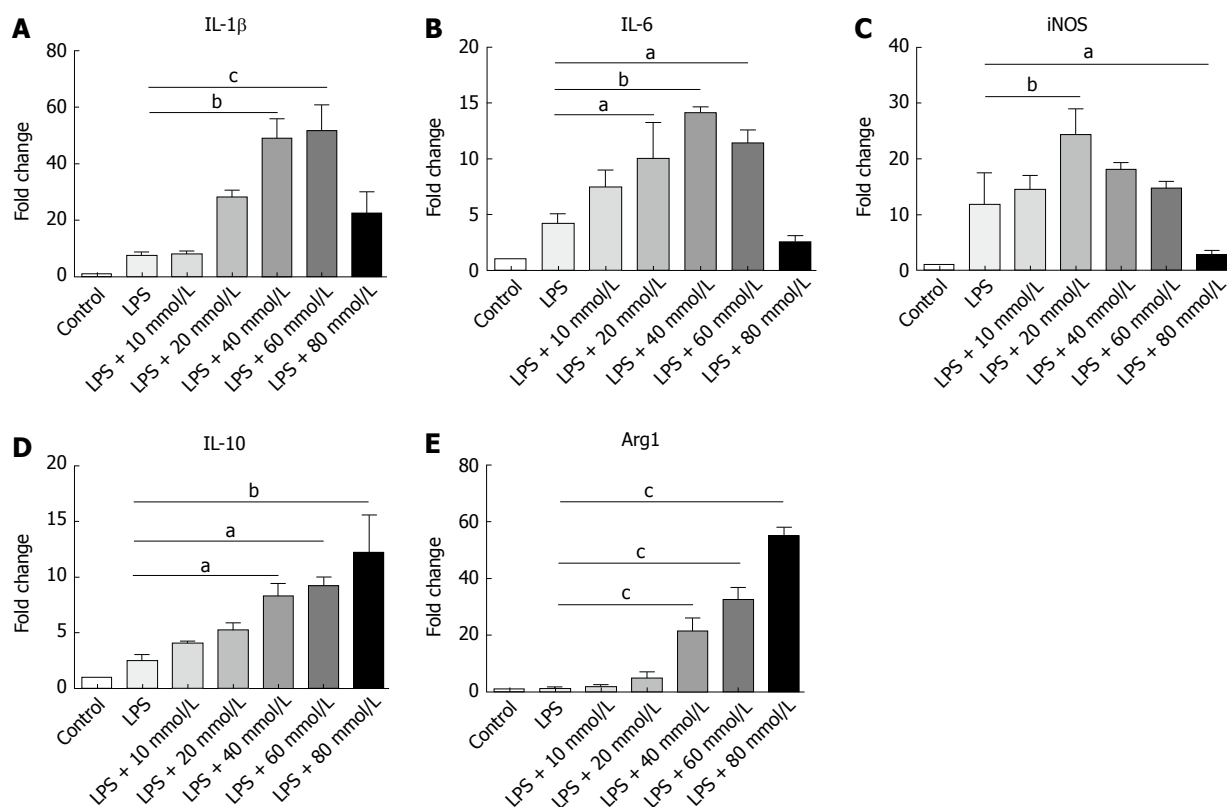 A
IL-1β
Fold change
80
60
40
20
0
c
b
Control
LPS
LPS + 10 mmol/L
LPS + 20 mmol/L
LPS + 40 mmol/L
LPS + 60 mmol/L
LPS + 80 mmol/L
B
IL-6
Fold change
20
15
10
5
0
a
b
a
Control
LPS
LPS + 10 mmol/L
LPS + 20 mmol/L
LPS + 40 mmol/L
LPS + 60 mmol/L
LPS + 80 mmol/L
C
iNOS
Fold change
40
30
20
10
0
a
b
Control
LPS
LPS + 10 mmol/L
LPS + 20 mmol/L
LPS + 40 mmol/L
LPS + 60 mmol/L
LPS + 80 mmol/L
D
IL-10
Fold change
20
15
10
5
0
b
a
a
Control
LPS
LPS + 10 mmol/L
LPS + 20 mmol/L
LPS + 40 mmol/L
LPS + 60 mmol/L
LPS + 80 mmol/L
E
Arg1
Fold change
80
60
40
20
0
c
c
c
Control
LPS
LPS + 10 mmol/L
LPS + 20 mmol/L
LPS + 40 mmol/L
LPS + 60 mmol/L
LPS + 80 mmol/L